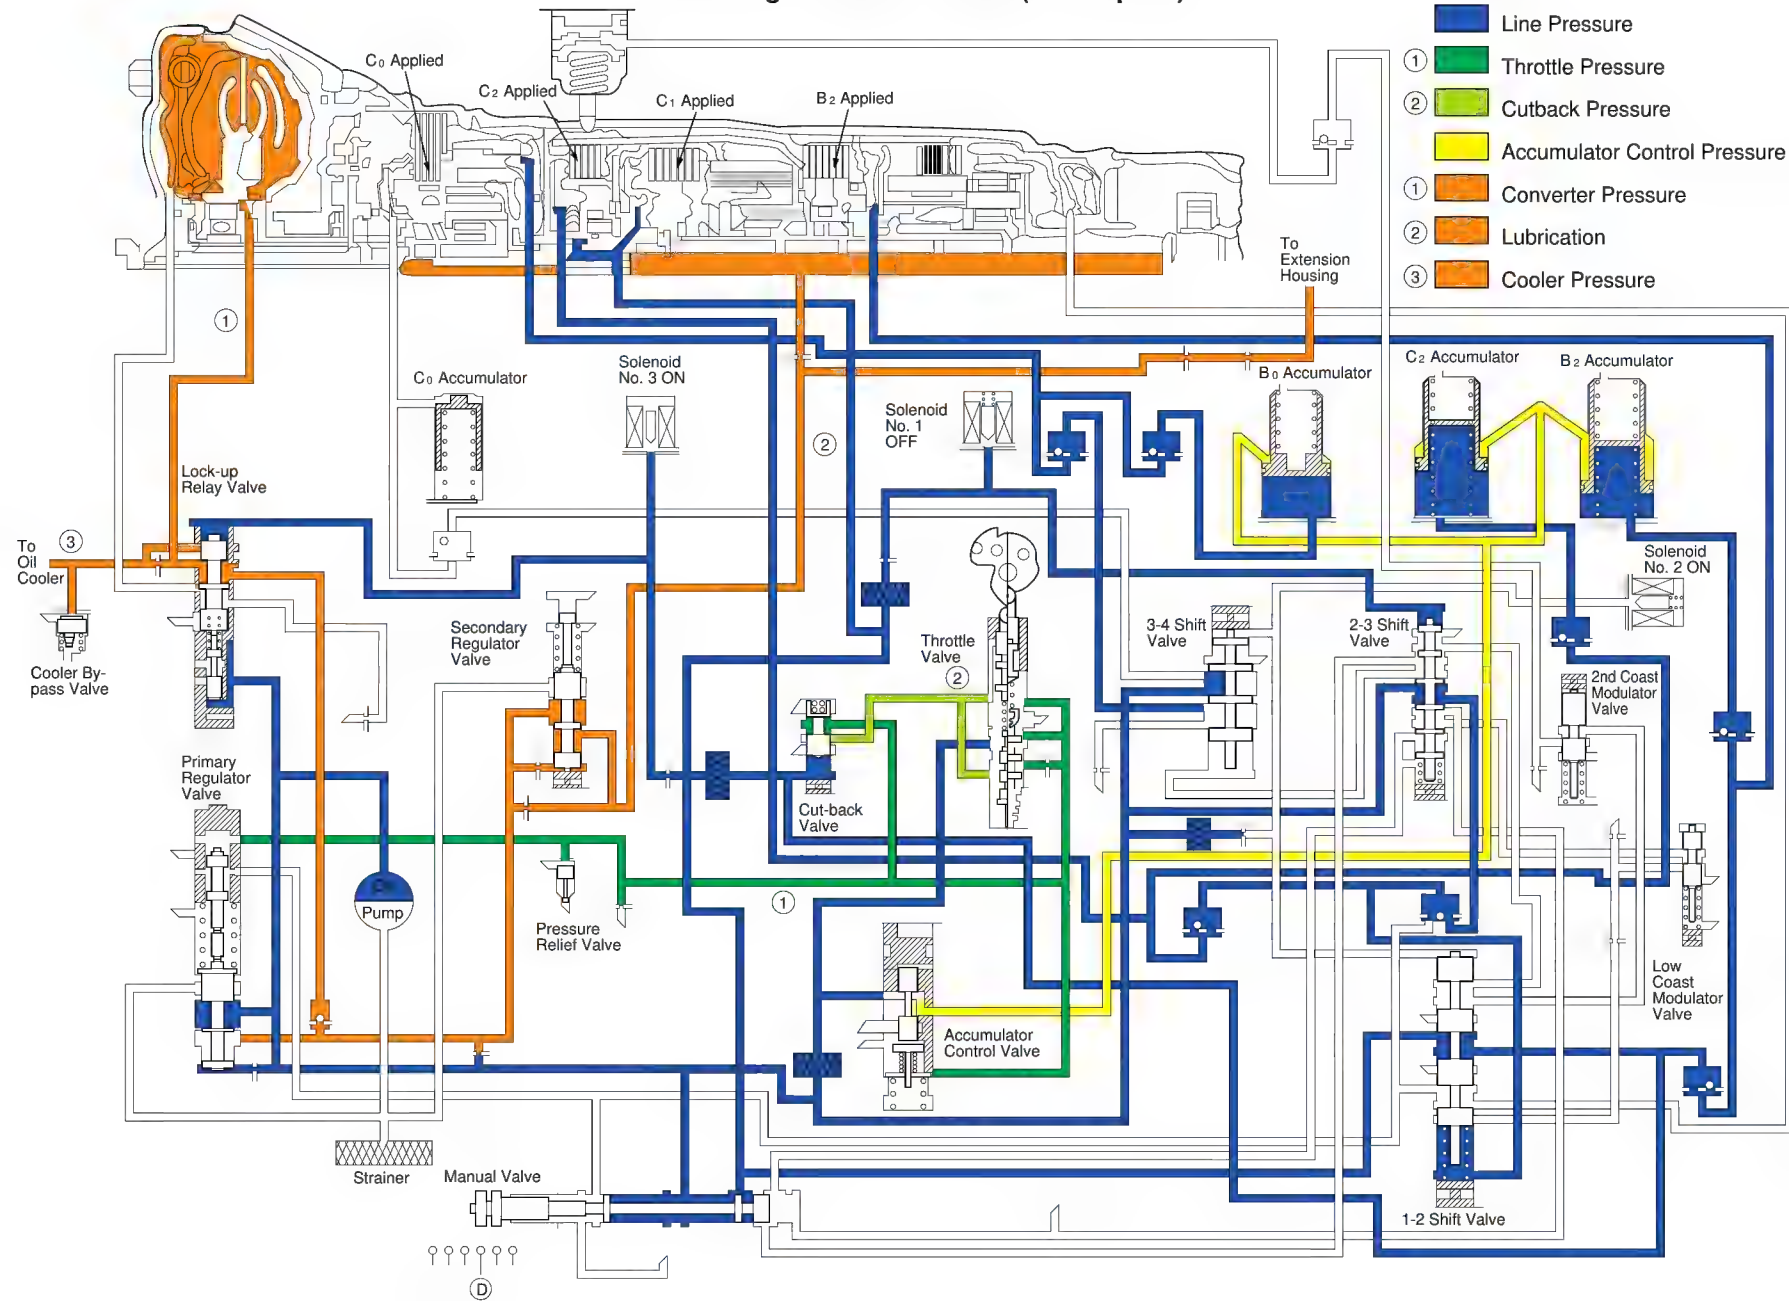 Line Pressure
1 Throttle Pressure
2 Cutback Pressure
Accumulator Control Pressure
1 Converter Pressure
2 Lubrication
3 Cooler Pressure
C0 Applied
C2 Applied
C1 Applied
B2 Applied
To
Extension
Housing
1
C0 Accumulator
Solenoid
No. 3 ON
Solenoid
No. 1
OFF
B0 Accumulator
C2 Accumulator
B2 Accumulator
2
Lock-up
Relay Valve
To
Oil
Cooler
3
Cooler By-
pass Valve
Secondary
Regulator
Valve
Throttle
Valve
2
3-4 Shift
Valve
2-3 Shift
Valve
Solenoid
No. 2 ON
2nd Coast
Modulator
Valve
Primary
Regulator
Valve
Cut-back
Valve
Oil
Pump
Pressure
Relief Valve
1
Accumulator
Control Valve
Low
Coast
Modulator
Valve
Strainer
Manual Valve
1-2 Shift Valve
D